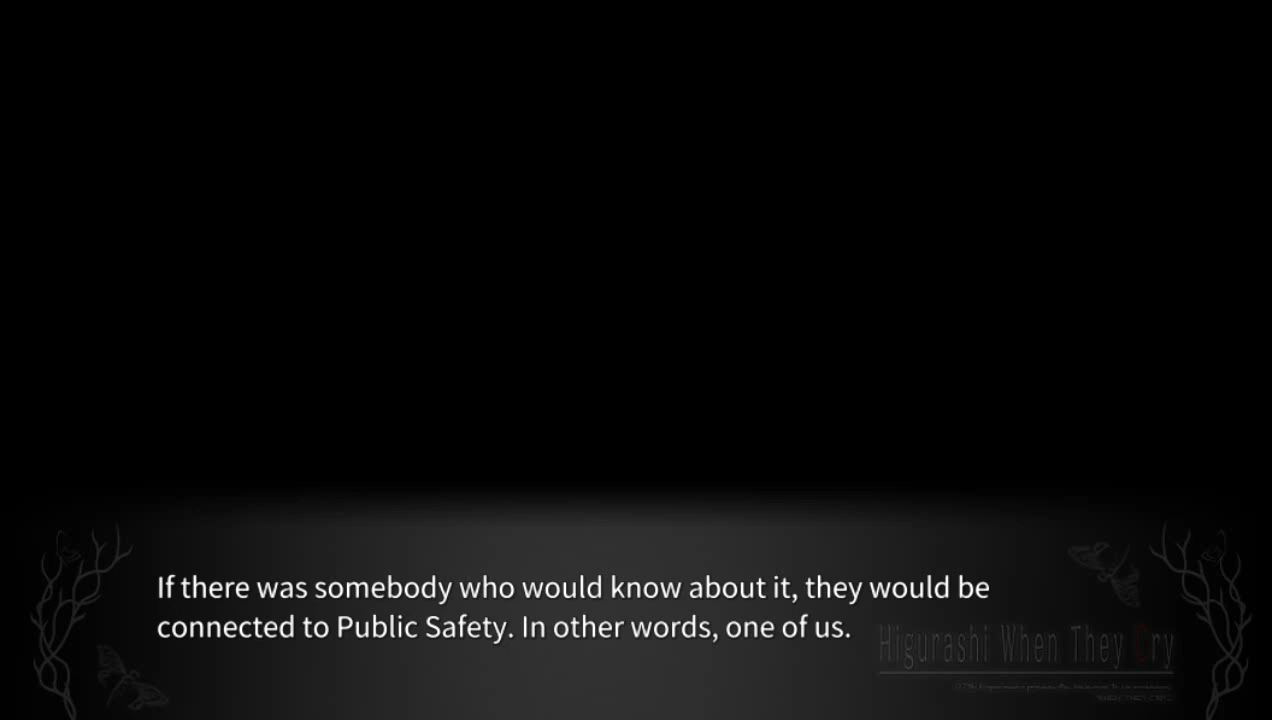 If there was somebody who would know about it, they would be
connected to Public Safety. In other words, one of us.
Higurashi When They Cry